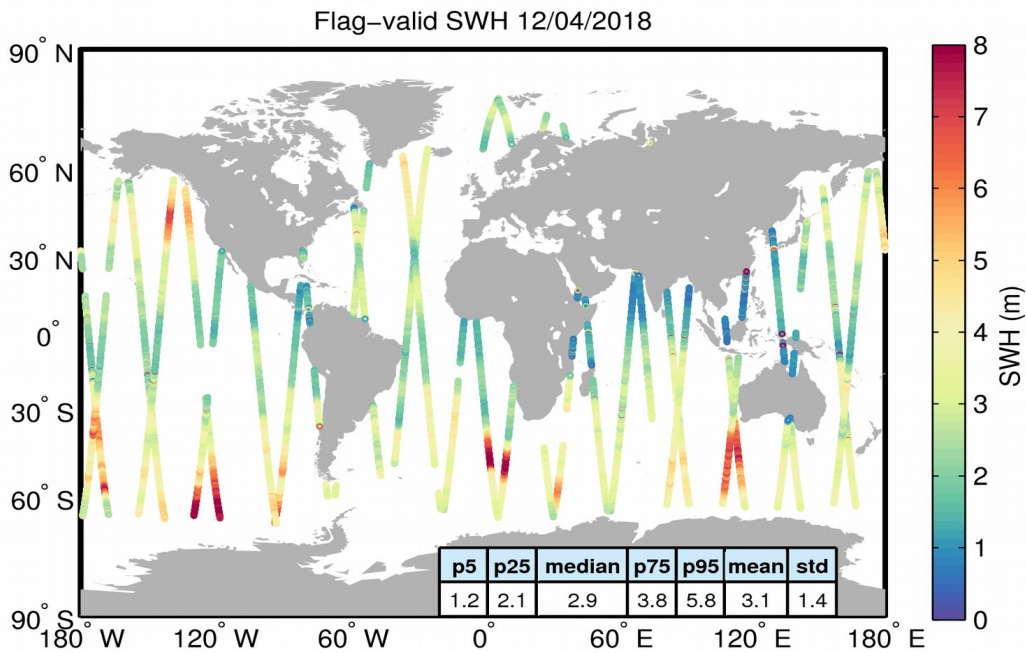 Flag−valid SWH 12/04/2018
90° N
60° N
30° N
0°
30° S
60° S
90° S
180° W
120° W
60° W
0°
60° E
120° E
180° E
8
7
6
5
4
3
2
1
0
SWH (m)
p5 p25 median p75 p95 mean std
1.2 2.1 2.9 3.8 5.8 3.1 1.4